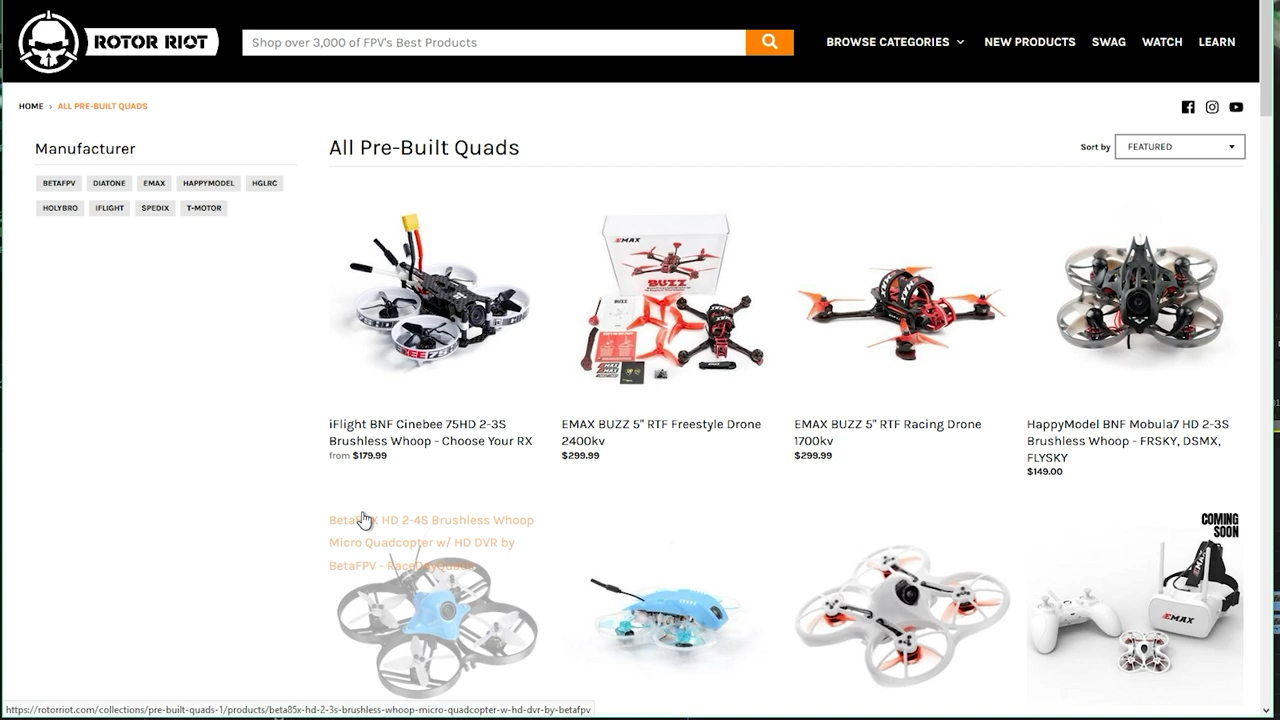 ROTOR RIOT
Shop over 3,000 of FPV's Best Products
BROWSE CATEGORIES
NEW PRODUCTS
SWAG
WATCH
LEARN
HOME › ALL PRE-BUILT QUADS
Manufacturer
BETAFPV
DIATONE
EMAX
HAPPYMODEL
HGLRC
HOLYBRO
IFLIGHT
SPEDIX
T-MOTOR
All Pre-Built Quads
Sort by
FEATURED
EMAX
BUZZ
iFlight BNF Cinebee 75HD 2-3S
Brushless Whoop - Choose Your RX
from $179.99
EMAX BUZZ 5" RTF Freestyle Drone
2400kv
$299.99
EMAX BUZZ 5" RTF Racing Drone
1700kv
$299.99
HappyModel BNF Mobula7 HD 2-3S
Brushless Whoop - FRSKY, DSMX,
FLYSKY
$149.00
HD 2-4S Brushless Whoop
Micro Quadcopter w/ HD DVR by
BetaFPV - RaceDayQuads
COMING
SOON
EMAX
https://rotorriot.com/collections/pre-built-quads-1/products/beta85x-hd-2-3s-brushless-whoop-micro-quadcopter-w-hd-dvr-by-betafpv